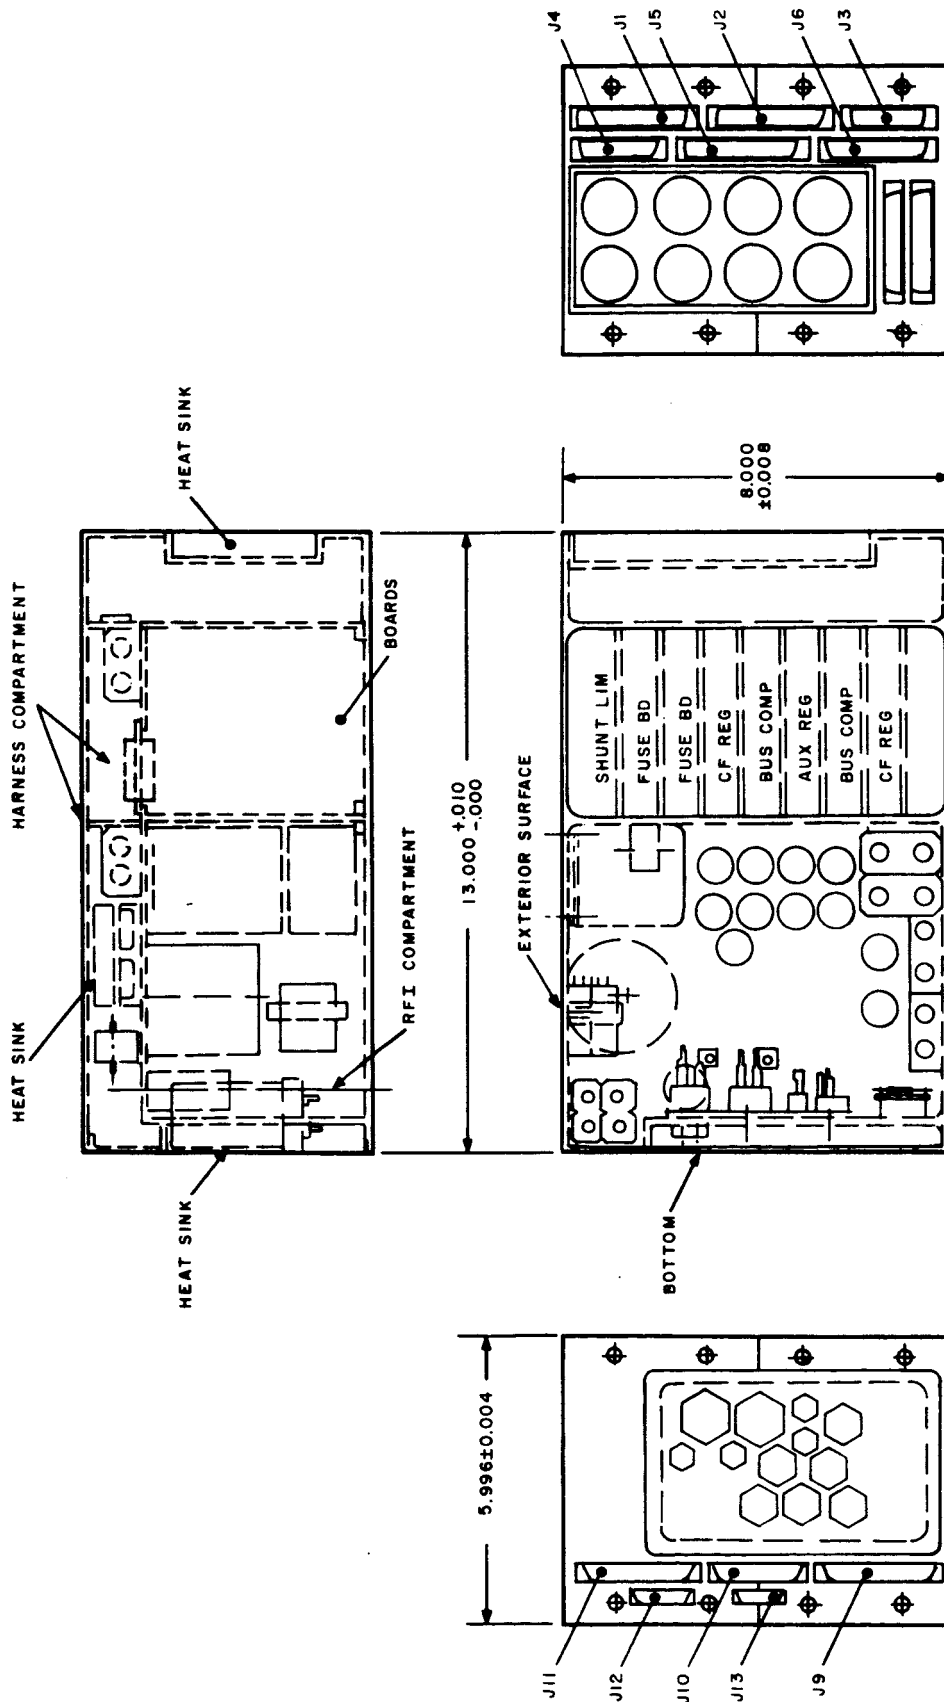 HEAT SINK
HARNESS COMPARTMENT
HEAT SINK
BOARDS
RFI COMPARTMENT
HEAT SINK
13.000 +.010 -.000
8.000
±0.008
5.996±0.004
EXTERIOR SURFACE
BOTTOM
SHUNT LIM
FUSE BD
FUSE BD
CF REG
BUS COMP
AUX REG
BUS COMP
CF REG
J11
J12
J10
J13
J9
J4
J1
J5
J2
J6
J3